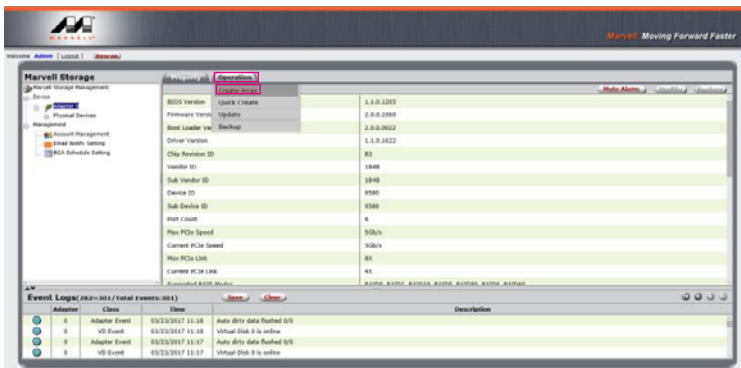 MARVELL
Marvell. Moving Forward Faster
Welcome Admin [ Logout ] Rescan
Marvell Storage
Marvell Storage Management
Device
Adapter 0
Physical Devices
Management
Account Management
Email Notify Setting
BGA Schedule Setting
Property Operation
Create Array
Quick Create
Update
Backup
Mute Alarm Modify Restore
BIOS Version 1.1.0.1203
Firmware Version
Boot Loader Ve 2.0.0.0022
Driver Version 1.1.0.1622
Chip Revision ID B3
Vendor ID 1B4B
Sub Vendor ID 1B4B
Device ID 9580
Sub Device ID 9580
Port Count 8
Max PCIe Speed 5Gb/s
Current PCIe Speed 5Gb/s
Max PCIe Link 8X
Current PCIe Link 4X
Supported RAID Modes
Event Logs(282~301/Total Events:301) Save Clear
Adapter Class Time Description
0 Adapter Event 03/23/2017 11:18 Auto dirty data flushed 0/0
0 VD Event 03/23/2017 11:18 Virtual Disk 0 is online
0 Adapter Event 03/23/2017 11:17 Auto dirty data flushed 0/0
0 VD Event 03/23/2017 11:17 Virtual Disk 0 is online